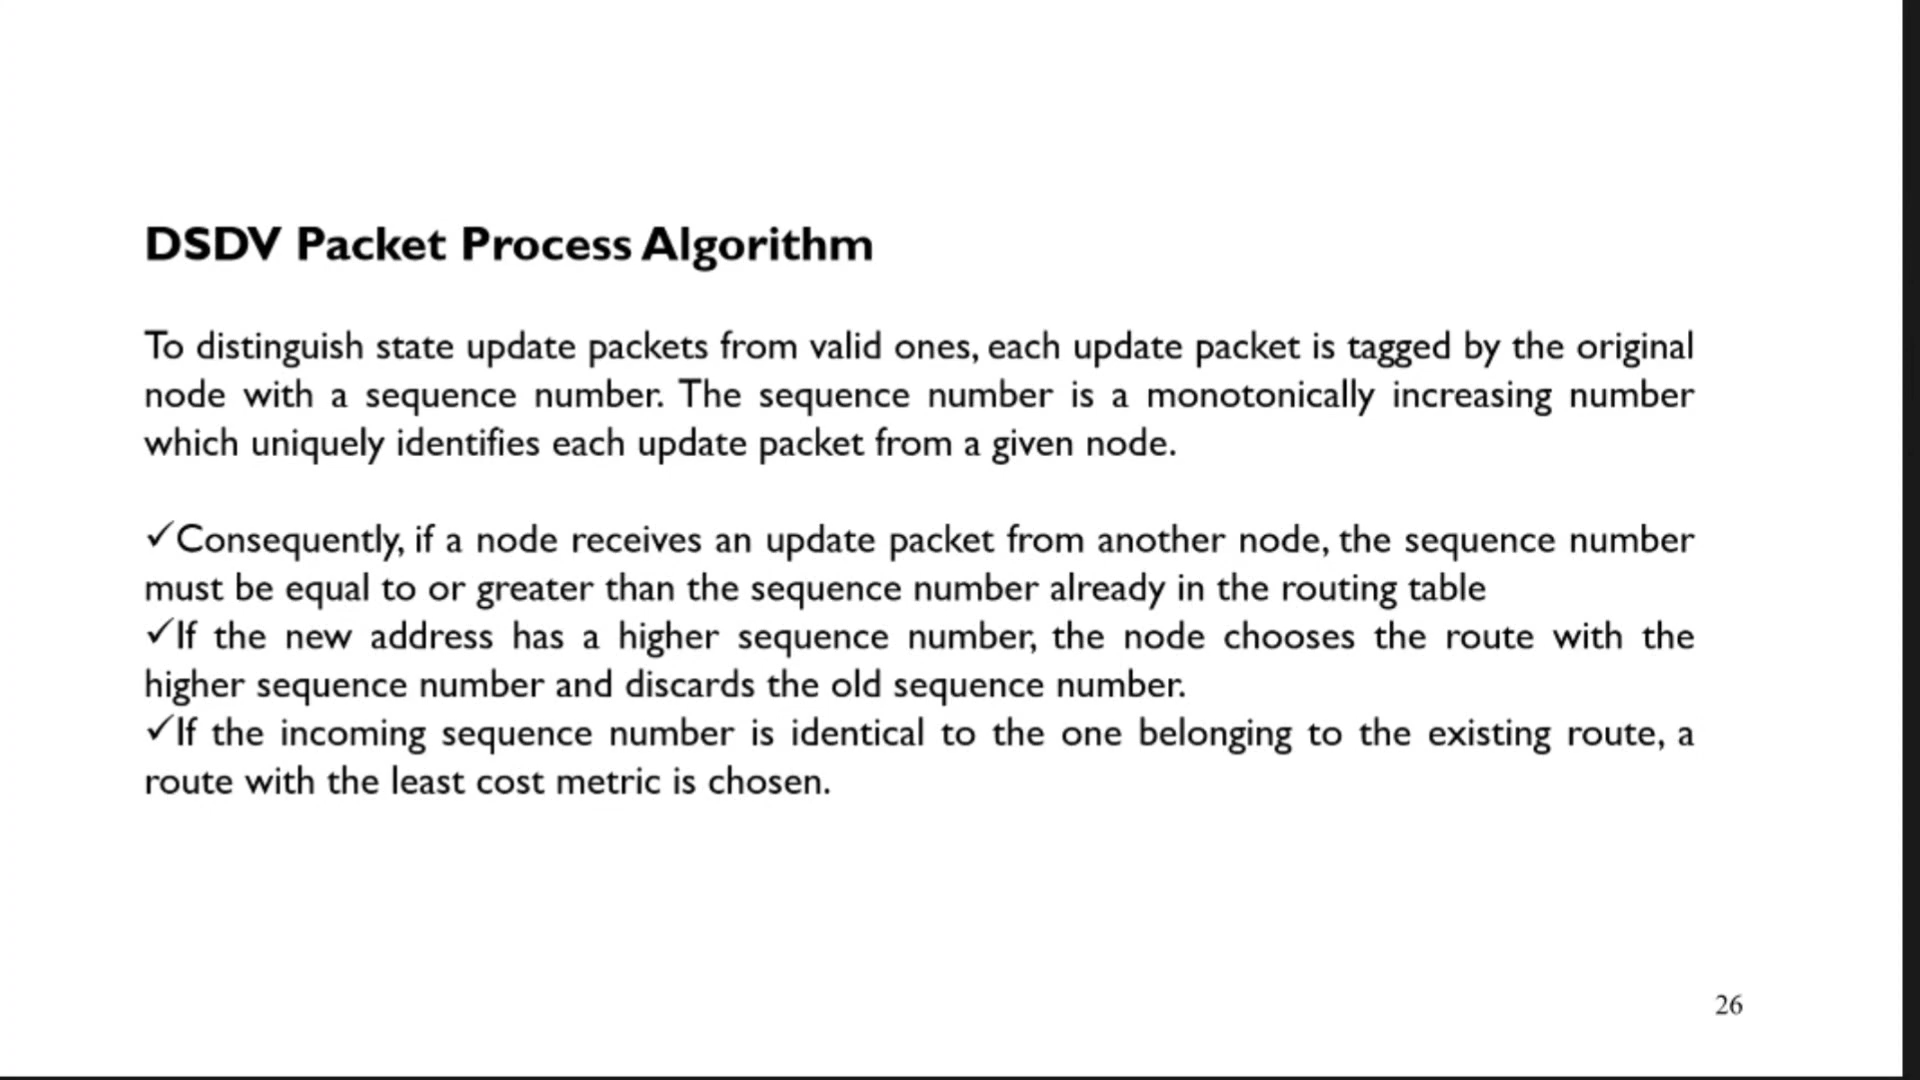 DSDV Packet Process Algorithm
To distinguish state update packets from valid ones, each update packet is tagged by the original
node with a sequence number. The sequence number is a monotonically increasing number
which uniquely identifies each update packet from a given node.
✓Consequently, if a node receives an update packet from another node, the sequence number
must be equal to or greater than the sequence number already in the routing table
✓If the new address has a higher sequence number, the node chooses the route with the
higher sequence number and discards the old sequence number.
✓If the incoming sequence number is identical to the one belonging to the existing route, a
route with the least cost metric is chosen.
26